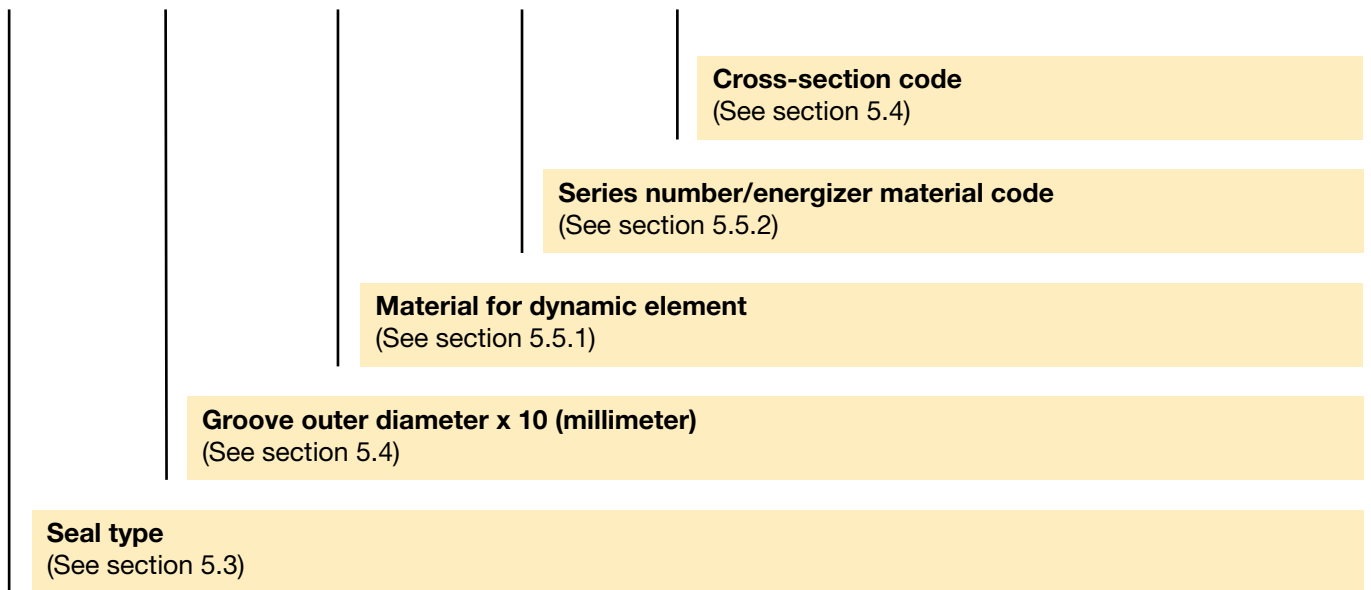 Cross-section code
(See section 5.4)
Series number/energizer material code
(See section 5.5.2)
Material for dynamic element
(See section 5.5.1)
Groove outer diameter x 10 (millimeter)
(See section 5.4)
Seal type
(See section 5.3)